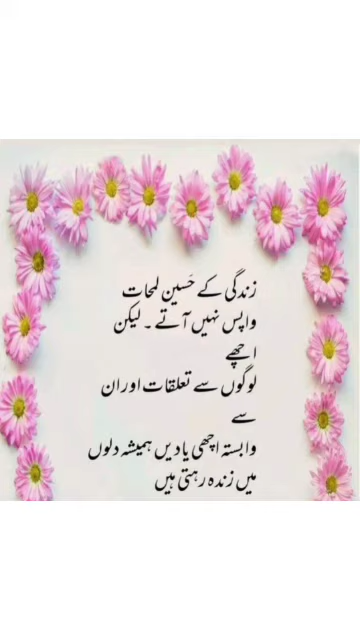 زندگی کے حَسین لمحات
واپس نہیں آتے ۔ لیکن
اچھے
لوگوں سے تعلقات اور ان
سے
وابستہ اچھی یادیں ہمیشہ دلوں
میں زندہ رہتی ہیں